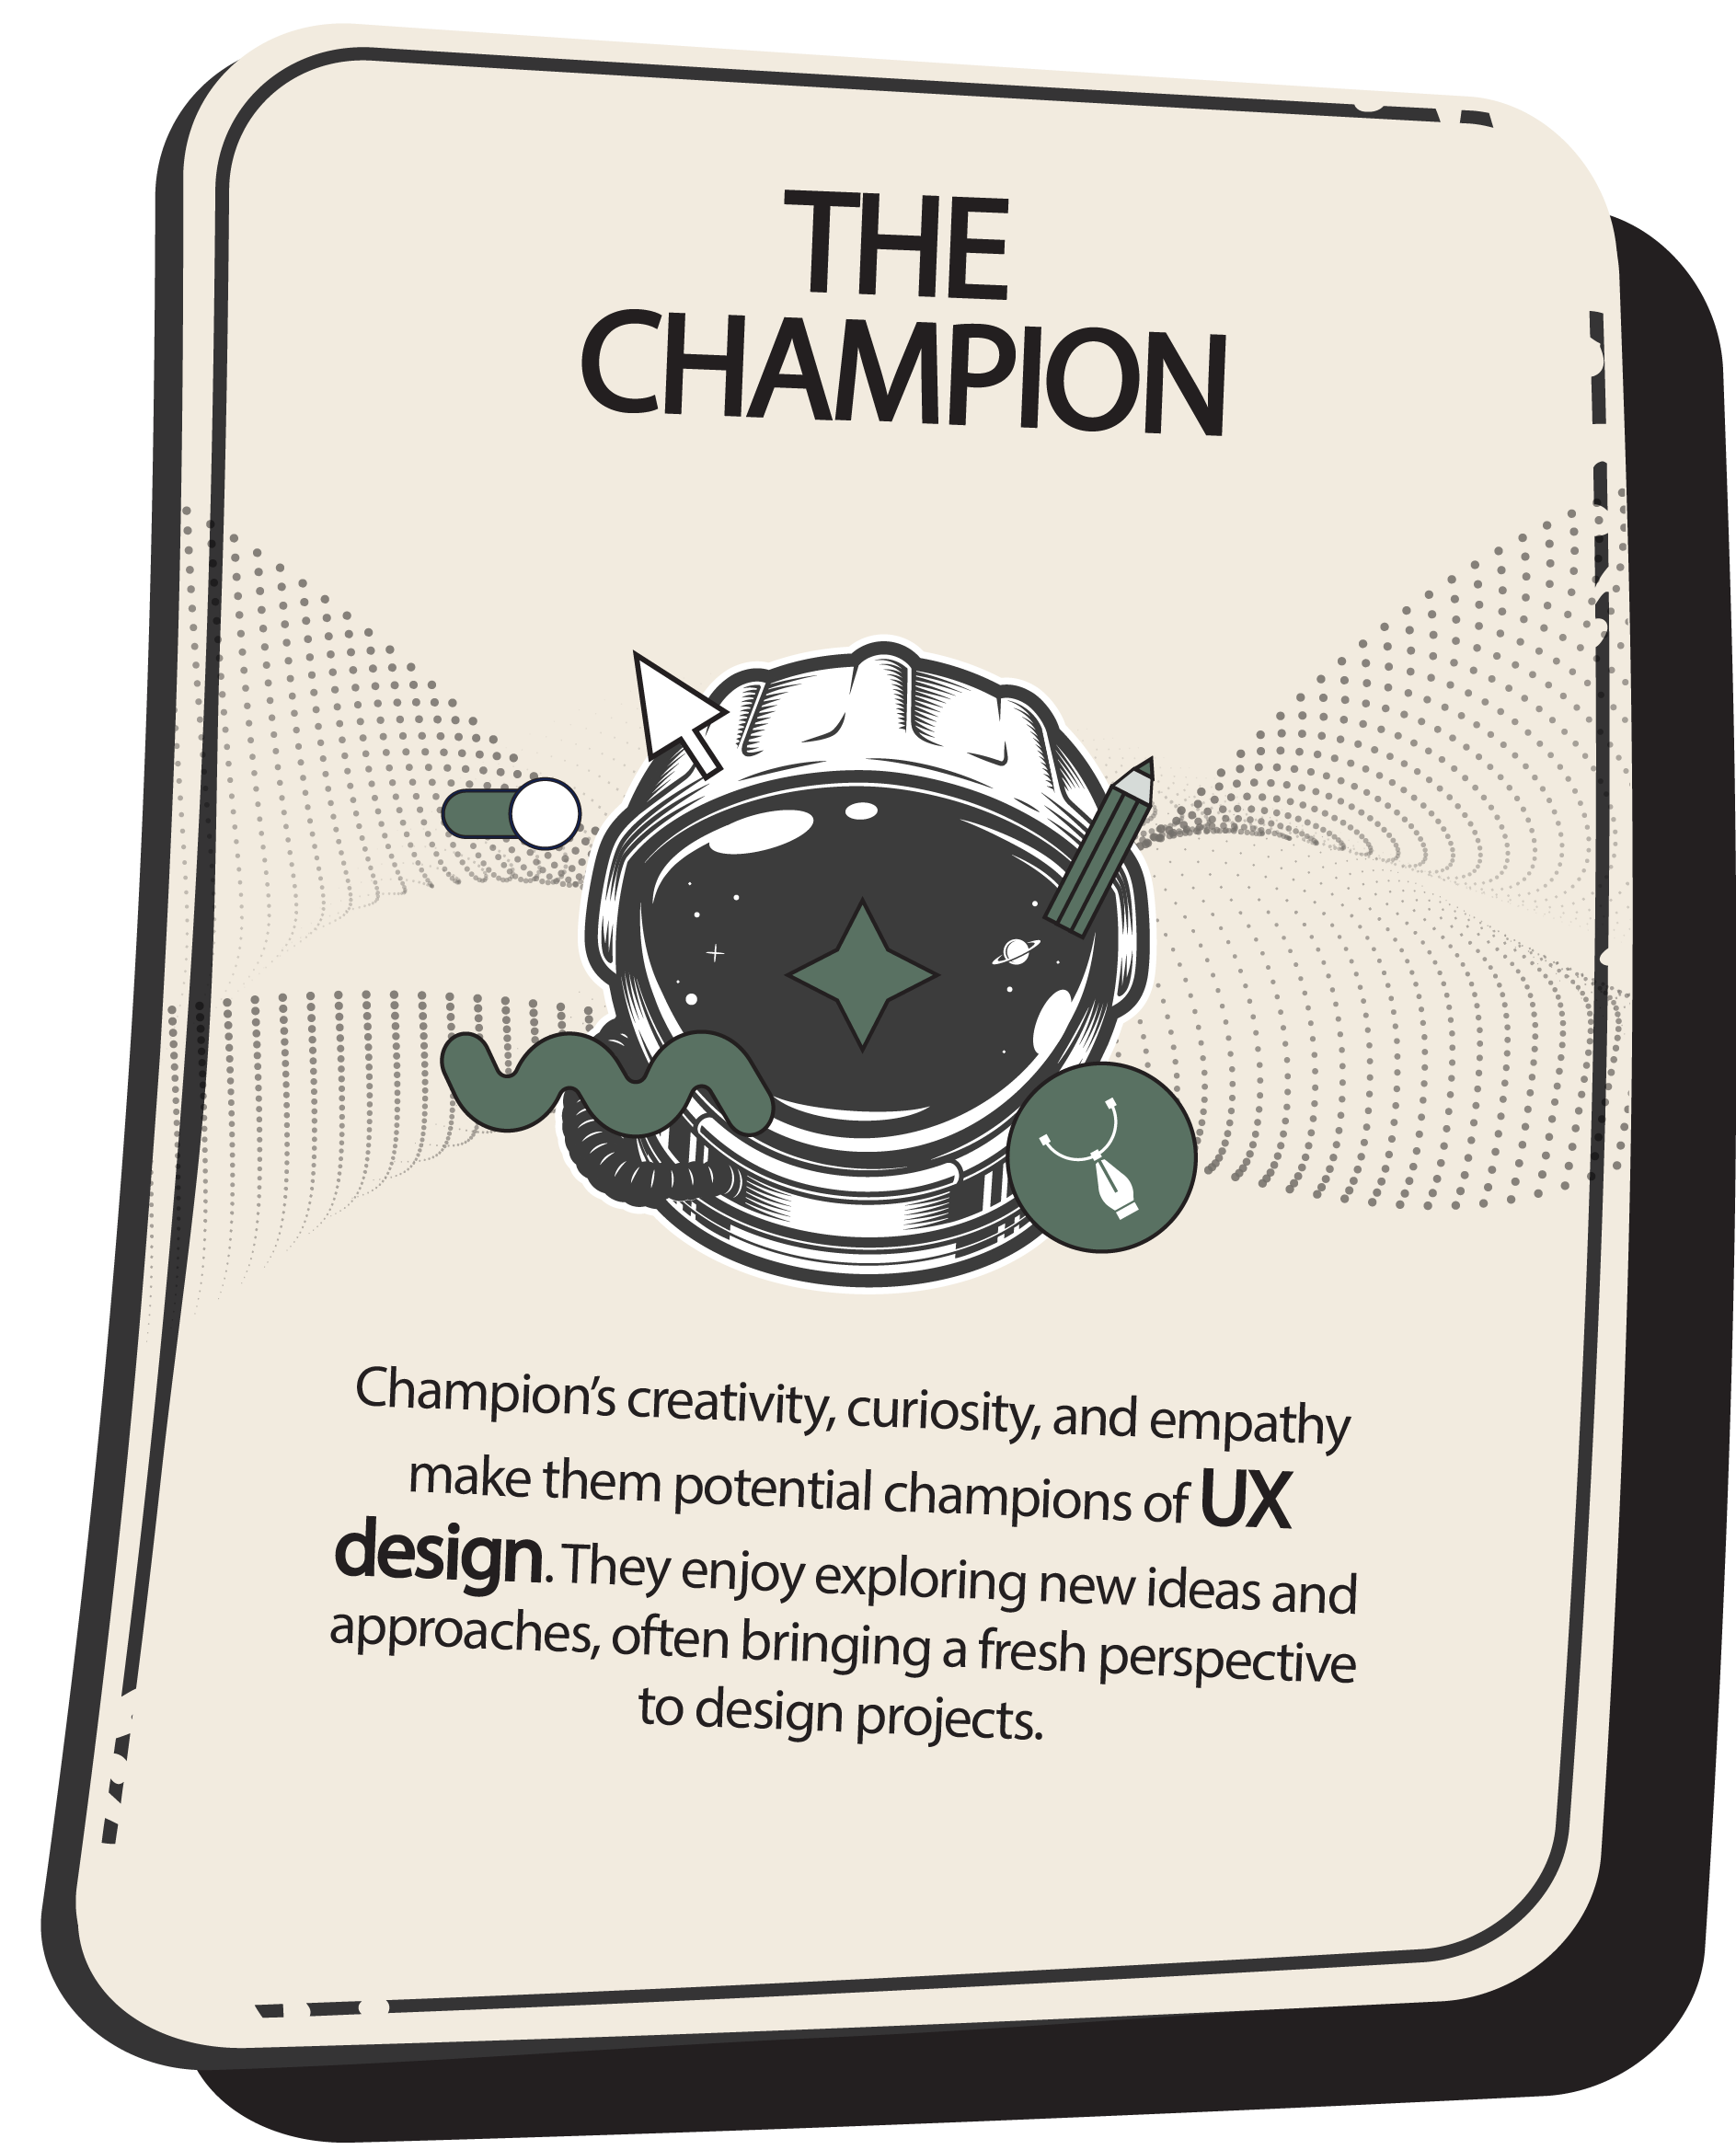 THE
CHAMPION
Champion’s creativity, curiosity, and empathy
make them potential champions of UX
design. They enjoy exploring new ideas and
approaches, often bringing a fresh perspective
to design projects.